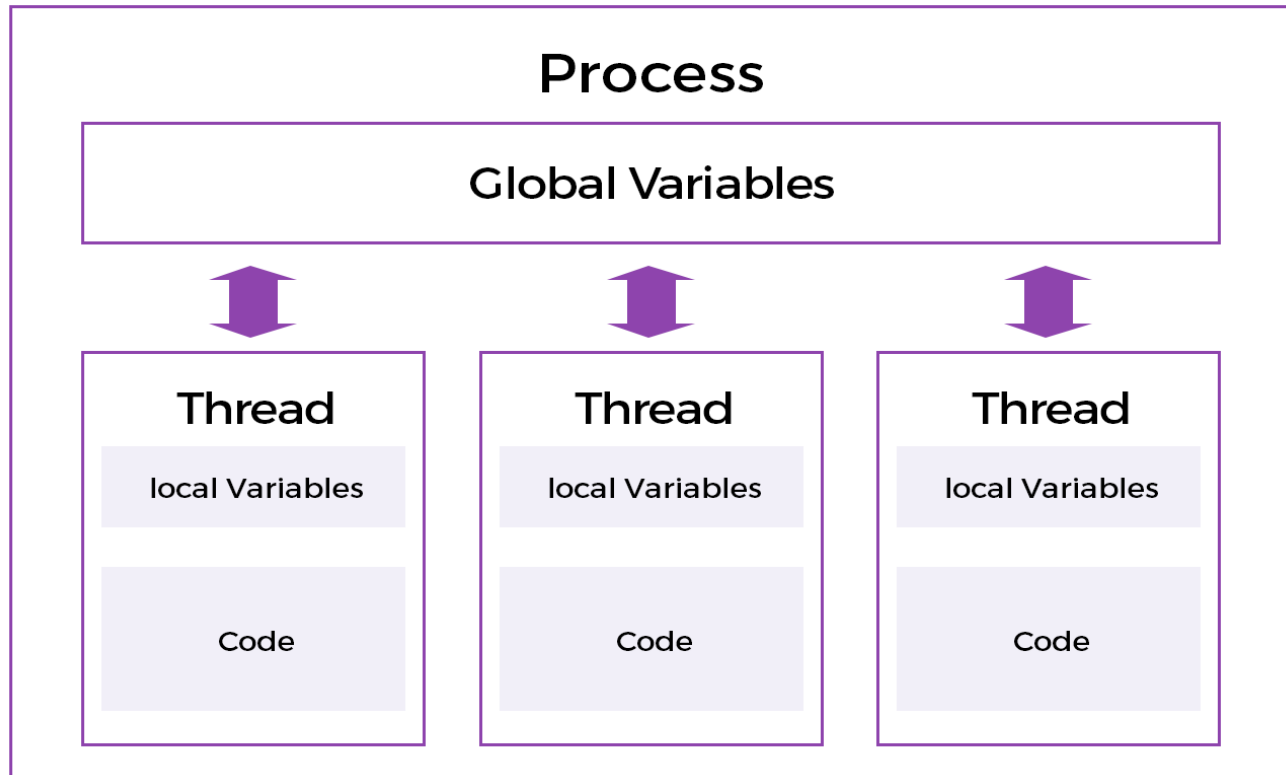 Process
Global Variables
Thread
local Variables
Code
Thread
local Variables
Code
Thread
local Variables
Code